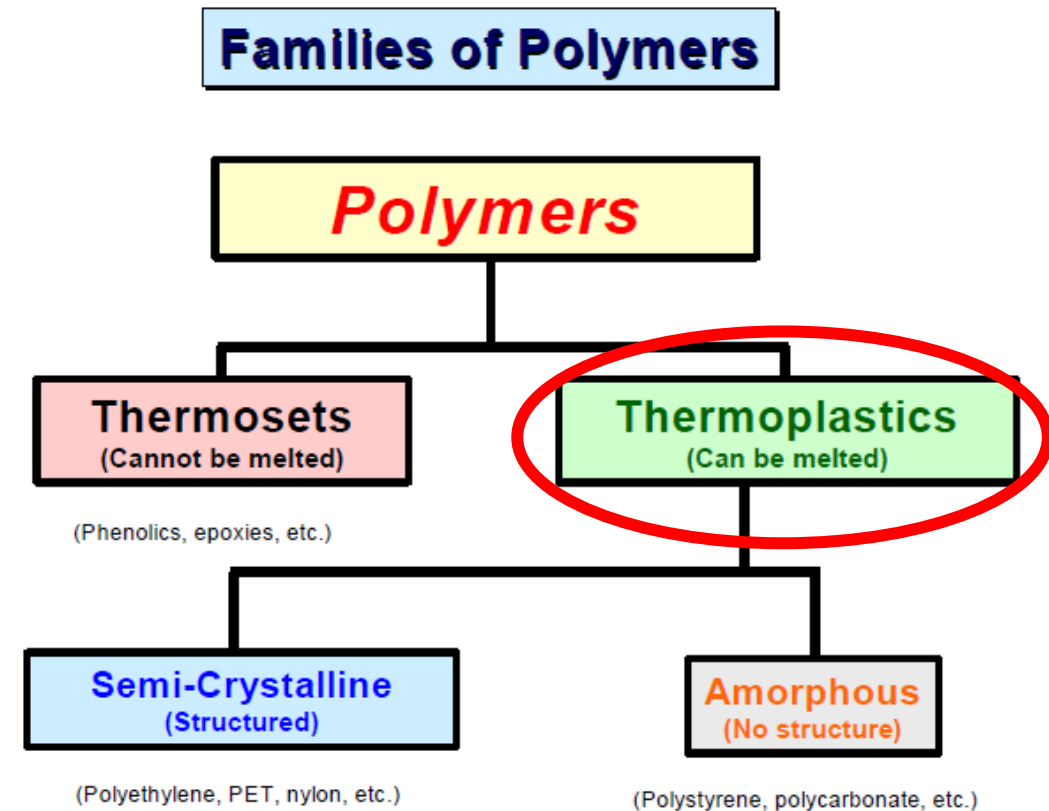 Families of Polymers
Polymers
Thermosets
(Cannot be melted)
Thermoplastics
(Can be melted)
(Phenolics, epoxies, etc.)
Semi-Crystalline
(Structured)
Amorphous
(No structure)
(Polyethylene, PET, nylon, etc.)
(Polystyrene, polycarbonate, etc.)